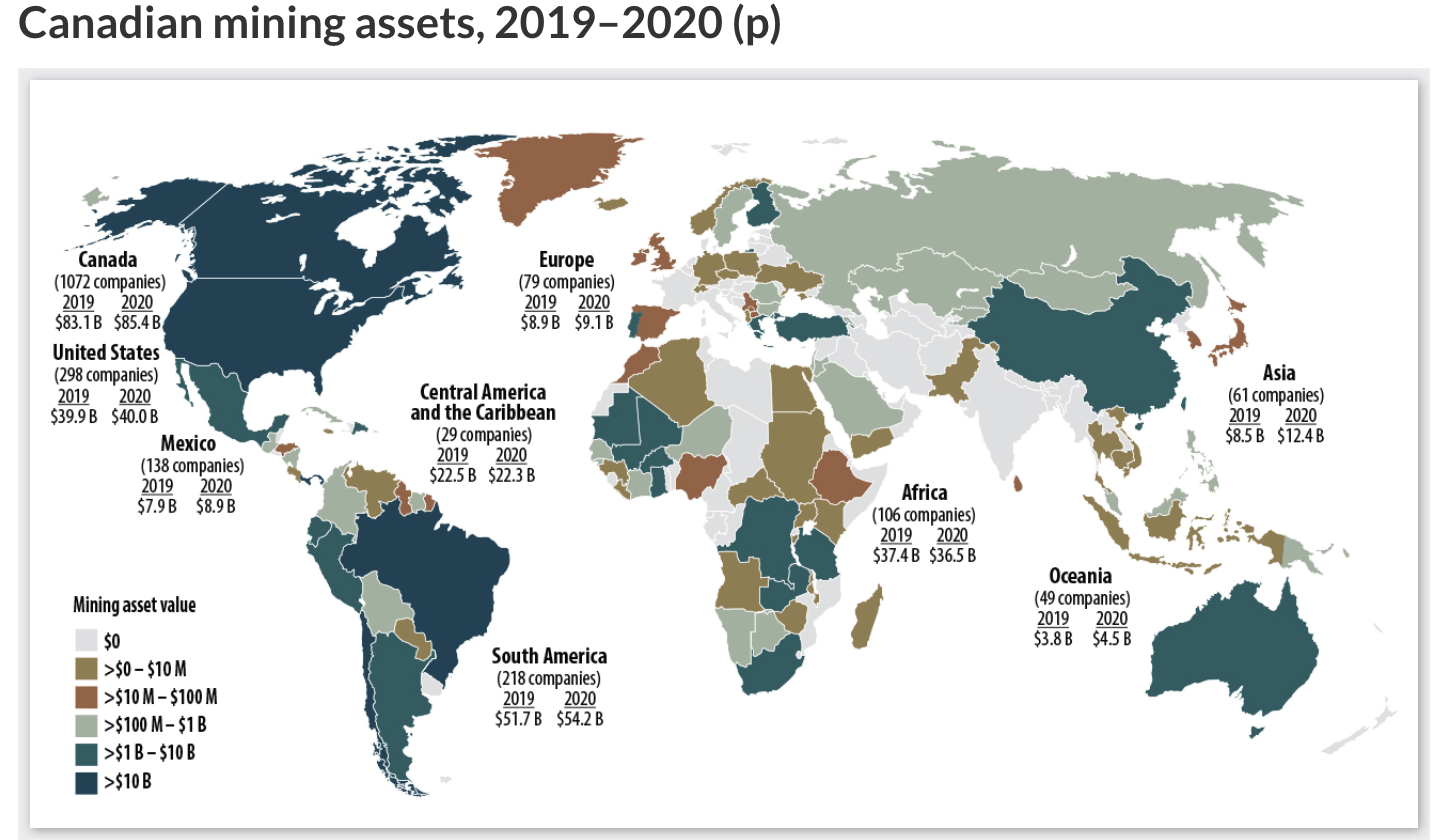 Canadian mining assets, 2019–2020 (p)
Canada
(1072 companies)
2019 2020
$83.1 B $85.4 B
United States
(298 companies)
2019 2020
$39.9 B $40.0 B
Mexico
(138 companies)
2019 2020
$7.9 B $8.9 B
Europe
(79 companies)
2019 2020
$8.9 B $9.1 B
Central America
and the Caribbean
(29 companies)
2019 2020
$22.5 B $22.3 B
Asia
(61 companies)
2019 2020
$8.5 B $12.4 B
Africa
(106 companies)
2019 2020
$37.4 B $36.5 B
Oceania
(49 companies)
2019 2020
$3.8 B $4.5 B
South America
(218 companies)
2019 2020
$51.7 B $54.2 B
Mining asset value
$0
>$0 – $10 M
>$10 M – $100 M
>$100 M – $1 B
>$1 B – $10 B
>$10 B